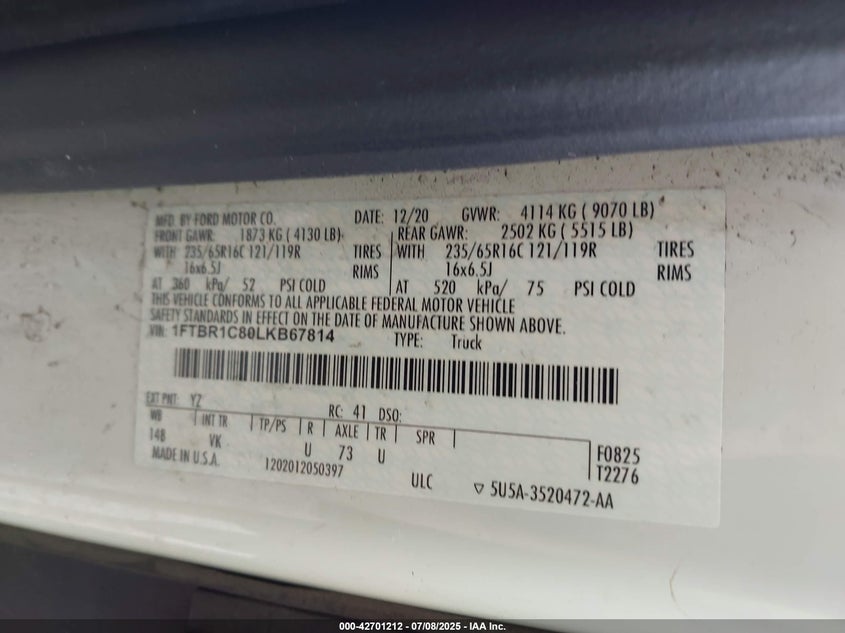 MFD. BY FORD MOTOR CO. DATE: 12/20 GVWR: 4114 KG ( 9070 LB)
FRONT GAWR: 1873 KG ( 4130 LB) REAR GAWR: 2502 KG ( 5515 LB)
WITH 235/65R16C 121/119R TIRES WITH 235/65R16C 121/119R TIRES
16x6.5J RIMS 16x6.5J RIMS
AT 360 kPa/ 52 PSI COLD AT 520 kPa/ 75 PSI COLD
THIS VEHICLE CONFORMS TO ALL APPLICABLE FEDERAL MOTOR VEHICLE
SAFETY STANDARDS IN EFFECT ON THE DATE OF MANUFACTURE SHOWN ABOVE.
VIN: 1FTBR1C80LKB67814 TYPE: Truck
EXT PNT: YZ RC: 41 DSO:
WB INT TR TP/PS R AXLE TR SPR
148 VK U 73 U F0825
MADE IN U.S.A. 1202012050397 T2276
ULC ▽ 5U5A-3520472-AA
000-42701212 - 07/08/2025 - IAA Inc.